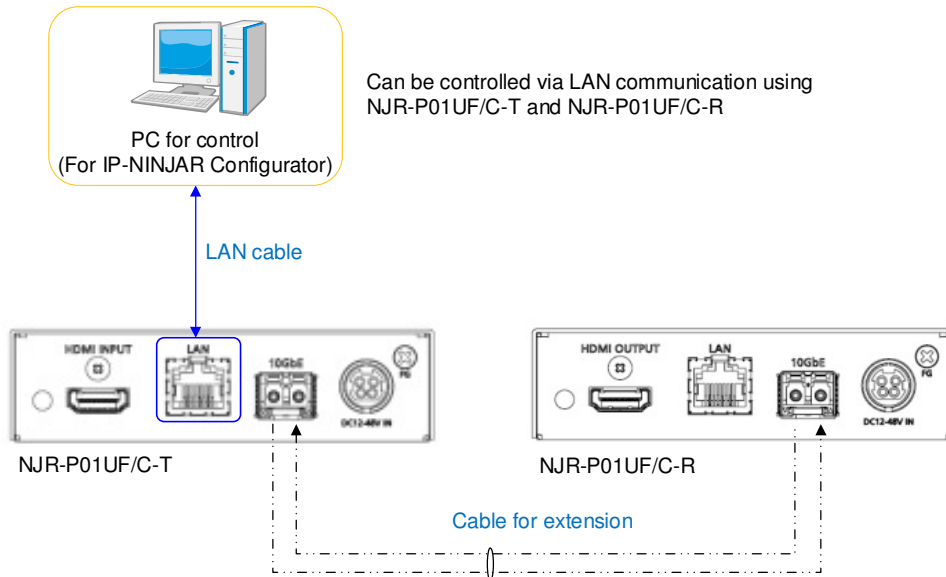 Can be controlled via LAN communication using
NJR-P01UF/C-T and NJR-P01UF/C-R
PC for control
(For IP-NINJAR Configurator)
LAN cable
HDMI INPUT
LAN
10GbE
FG
DC12-48V IN
HDMI OUTPUT
LAN
10GbE
FG
DC12-48V IN
NJR-P01UF/C-T
NJR-P01UF/C-R
Cable for extension